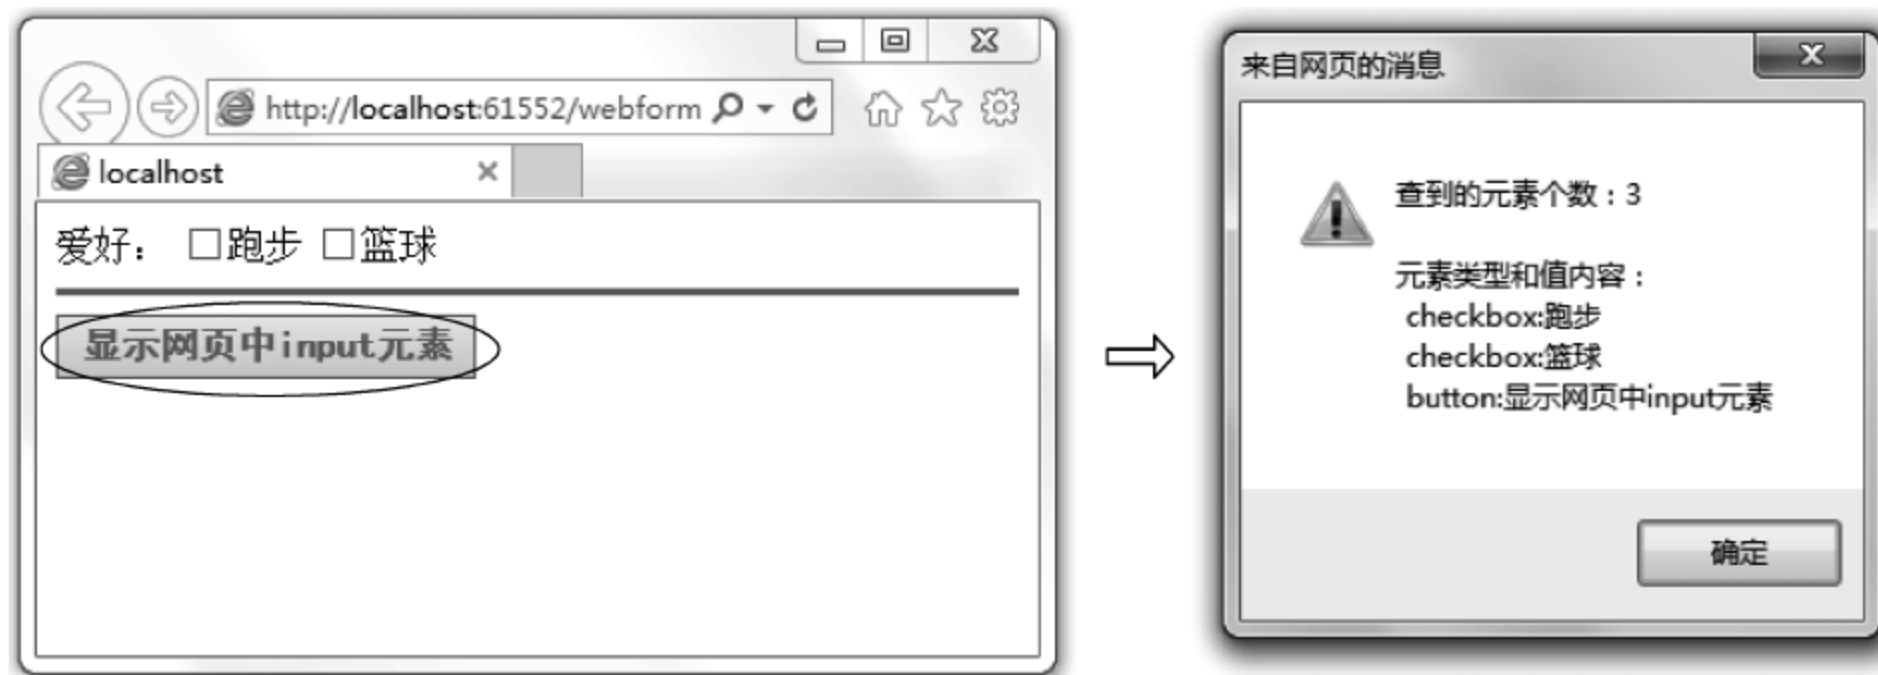 http://localhost:61552/webform
localhost
爱好： 跑步 篮球
显示网页中input元素
来自网页的消息
查到的元素个数：3
元素类型和值内容：
checkbox:跑步
checkbox:篮球
button:显示网页中input元素
确定